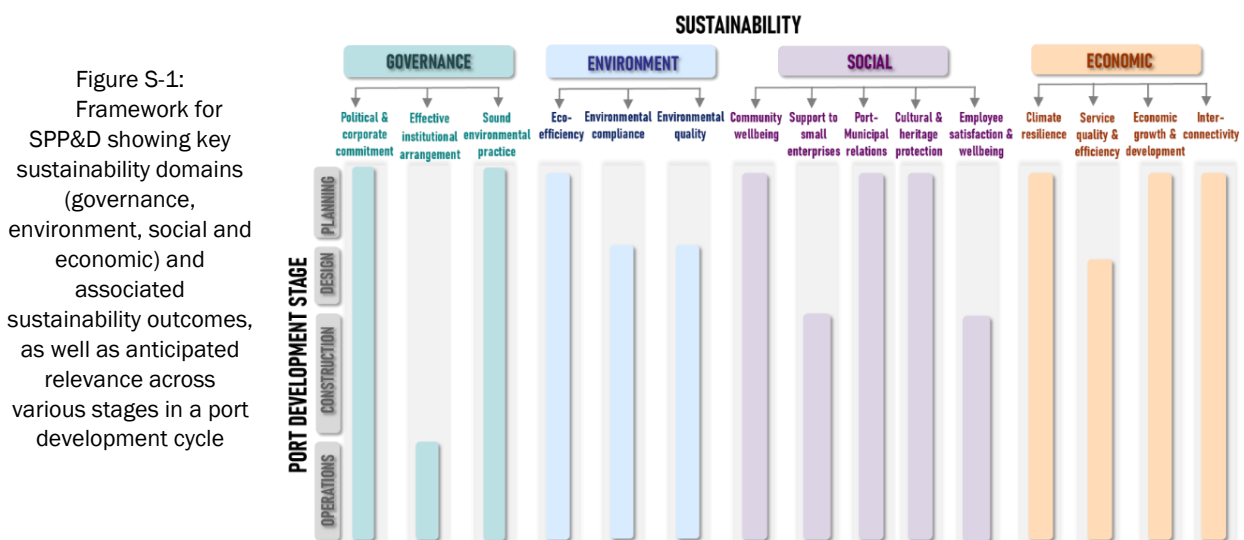 Figure S-1:
Framework for
SPP&D showing key
sustainability domains
(governance,
environment, social and
economic) and
associated
sustainability outcomes,
as well as anticipated
relevance across
various stages in a port
development cycle
SUSTAINABILITY
GOVERNANCE
ENVIRONMENT
SOCIAL
ECONOMIC
Political &
corporate
commitment
Effective
institutional
arrangement
Sound
environmental
practice
Eco-
efficiency
Environmental
compliance
Environmental
quality
Community
wellbeing
Support to
small
enterprises
Port-
Municipal
relations
Cultural &
heritage
protection
Employee
satisfaction &
wellbeing
Climate
resilience
Service
quality &
efficiency
Economic
growth &
development
Inter-
connectivity
PORT DEVELOPMENT STAGE
PLANNING
DESIGN
CONSTRUCTION
OPERATIONS